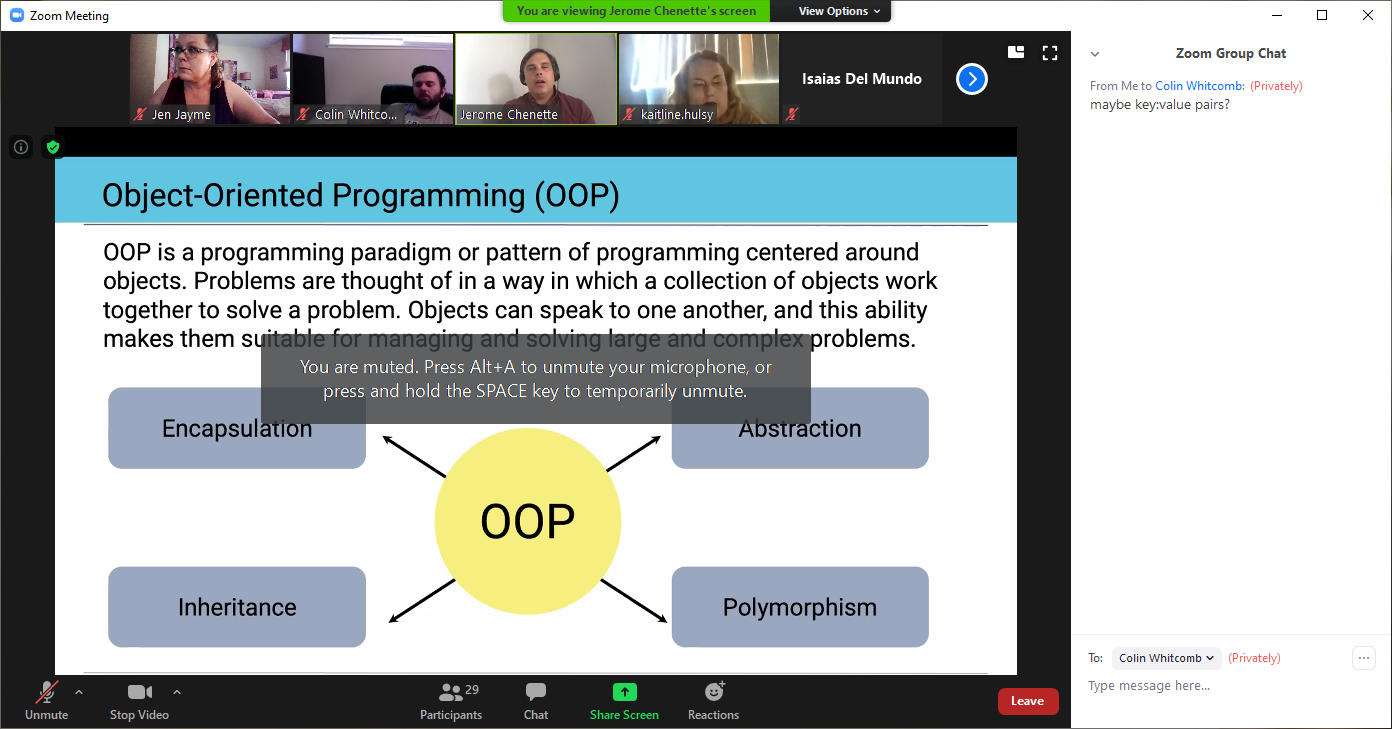 Zoom Meeting
You are viewing Jerome Chenette's screen
View Options
Jen Jayme
Colin Whitco...
Jerome Chenette
kaitline.hulsy
Isaias Del Mundo
Object-Oriented Programming (OOP)
OOP is a programming paradigm or pattern of programming centered around
objects. Problems are thought of in a way in which a collection of objects work
together to solve a problem. Objects can speak to one another, and this ability
makes them suitable for managing and solving large and complex problems.
You are muted. Press Alt+A to unmute your microphone, or
press and hold the SPACE key to temporarily unmute.
Encapsulation
Abstraction
OOP
Inheritance
Polymorphism
Unmute
Stop Video
29
Participants
Chat
Share Screen
Reactions
Leave
Zoom Group Chat
From Me to Colin Whitcomb: (Privately)
maybe key:value pairs?
To: Colin Whitcomb (Privately)
Type message here...